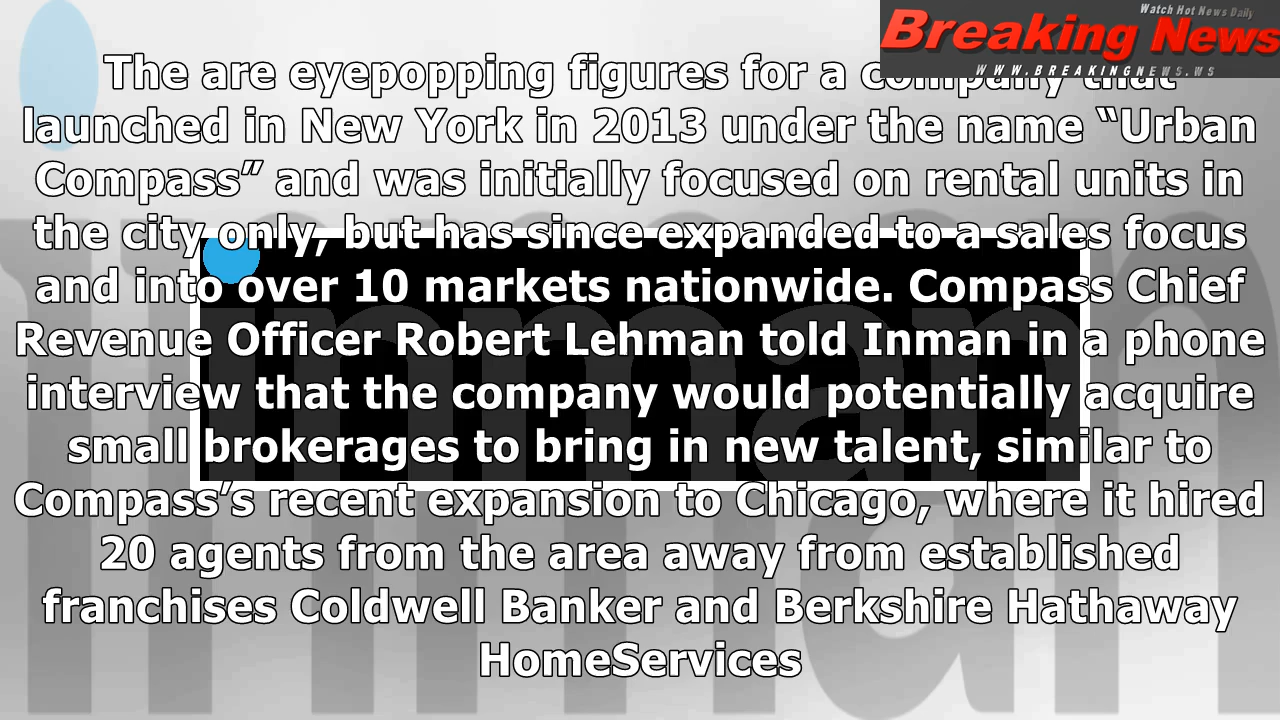 Watch Hot News Daily
Breaking News
WWW.BREAKINGNEWS.WS
The are eyepopping figures for a company that
launched in New York in 2013 under the name “Urban
Compass” and was initially focused on rental units in
the city only, but has since expanded to a sales focus
and into over 10 markets nationwide. Compass Chief
Revenue Officer Robert Lehman told Inman in a phone
interview that the company would potentially acquire
small brokerages to bring in new talent, similar to
Compass’s recent expansion to Chicago, where it hired
20 agents from the area away from established
franchises Coldwell Banker and Berkshire Hathaway
HomeServices
inman